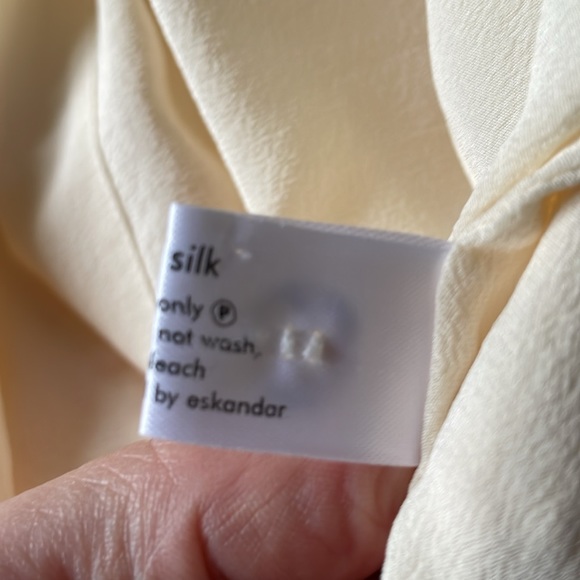 silk
only Ⓟ
not wash,
leach
by eskandar